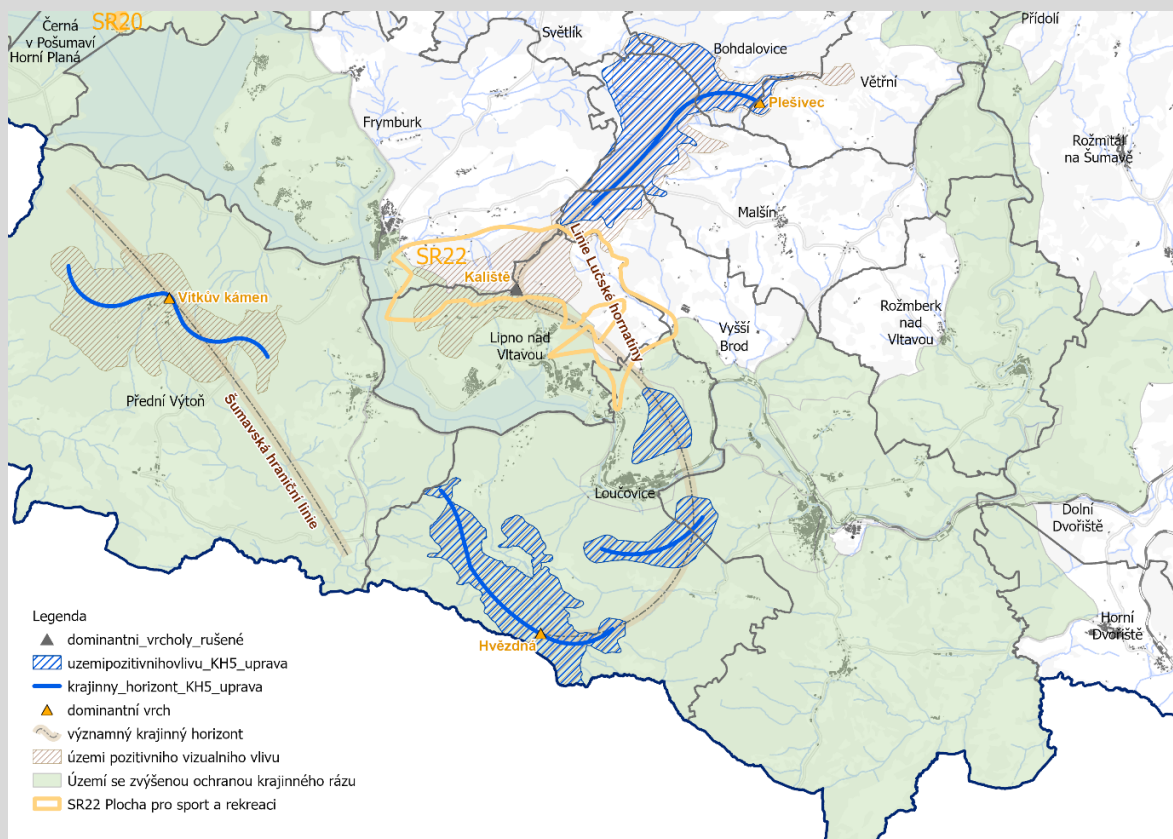 Černá
v Pošumaví
Horní Planá
SR20
Světlík
Bohdalovice
Přídolí
Větřní
Plešivec
Frymburk
Rožmitál
na Šumavě
Malšín
SR22
Linie Lučské hornatiny
Kaliště
Vítkův kámen
Rožmberk
nad
Vltavou
Vyšší
Brod
Lipno nad
Vltavou
Přední Výtoň
Šumavská hraniční linie
Loučovice
Dolní
Dvořiště
Horní
Dvořiště
Hvězdná
Legenda
dominantni_vrcholy_rušené
uzemipozitivnihovlivu_KH5_uprava
krajinny_horizont_KH5_uprava
dominantní vrch
významný krajinný horizont
území pozitivního vizualního vlivu
Území se zvýšenou ochranou krajinného rázu
SR22 Plocha pro sport a rekreaci